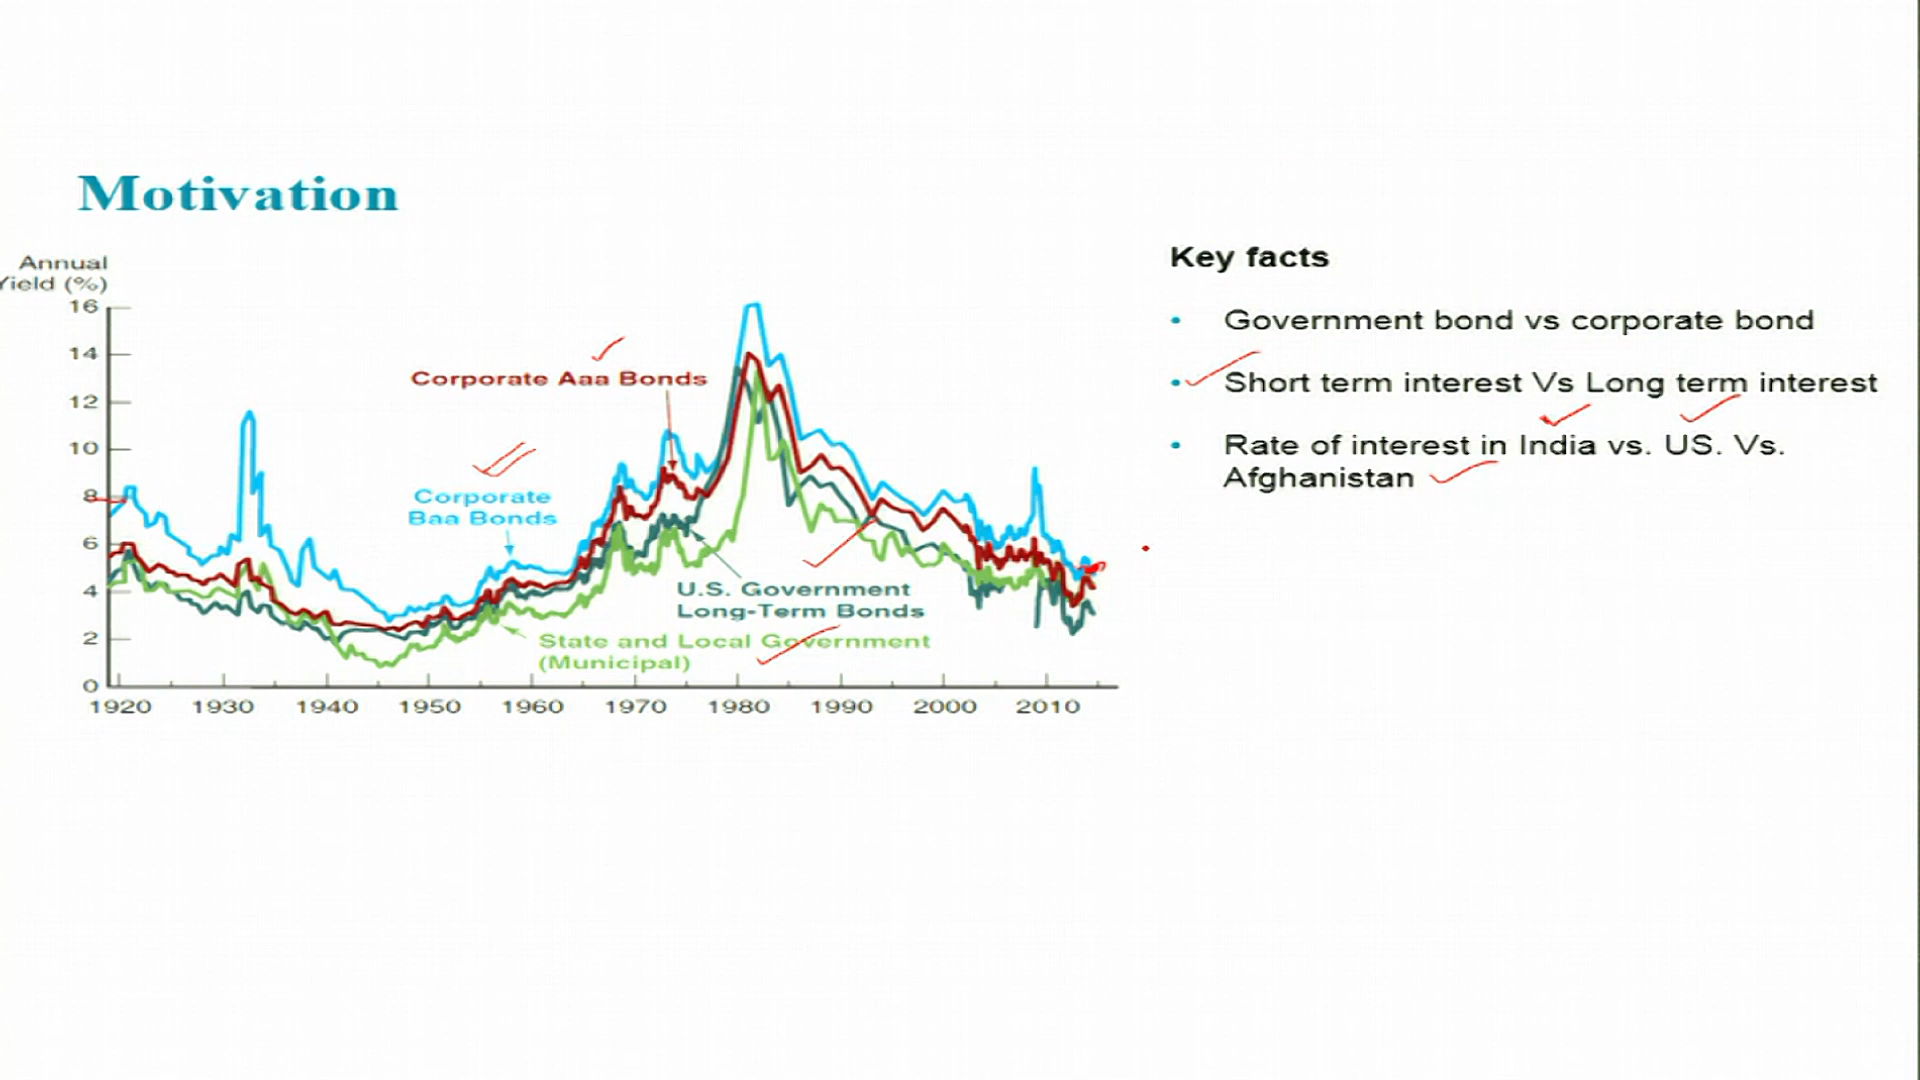 Motivation
Annual
Yield (%)
16
14
12
10
8
6
4
2
0
1920 1930 1940 1950 1960 1970 1980 1990 2000 2010
Corporate Aaa Bonds
Corporate
Baa Bonds
U.S. Government
Long-Term Bonds
State and Local Government
(Municipal)
Key facts
• Government bond vs corporate bond
• Short term interest Vs Long term interest
• Rate of interest in India vs. US. Vs.
Afghanistan